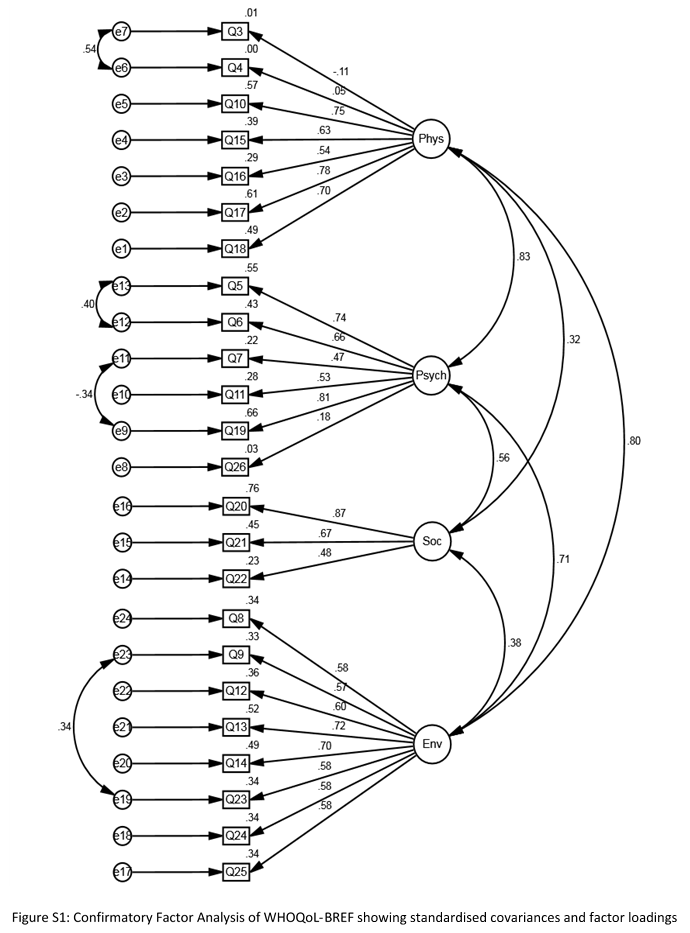 .01
e7 Q3
.54 .00 -.11
e6 Q4 .05
.57 .75
e5 Q10
.39 .63 Phys
e4 Q15
.29 .54
e3 Q16 .78
.61
e2 Q17 .70
.49
e1 Q18 .83
.55
e13 Q5
.40 .43 .74
e12 Q6 .66 .32
.22 .47
e11 Q7 Psych
-.34 .28 .53
e10 Q11 .81
.66 .18
e9 Q19 .80
.03
e8 Q26 .56
.76
e16 Q20 .87
.45 .67 Soc
e15 Q21 .71
.23 .48
e14 Q22
.34
e24 Q8 .38
.33 .58
e23 Q9 .57
.36 .60
e22 Q12 .72
.34 .52
e21 Q13 Env
.49 .70
e20 Q14 .58
.34 .58
e19 Q23 .58
.34
e18 Q24
.34
e17 Q25
Figure S1: Confirmatory Factor Analysis of WHOQoL-BREF showing standardised covariances and factor loadings